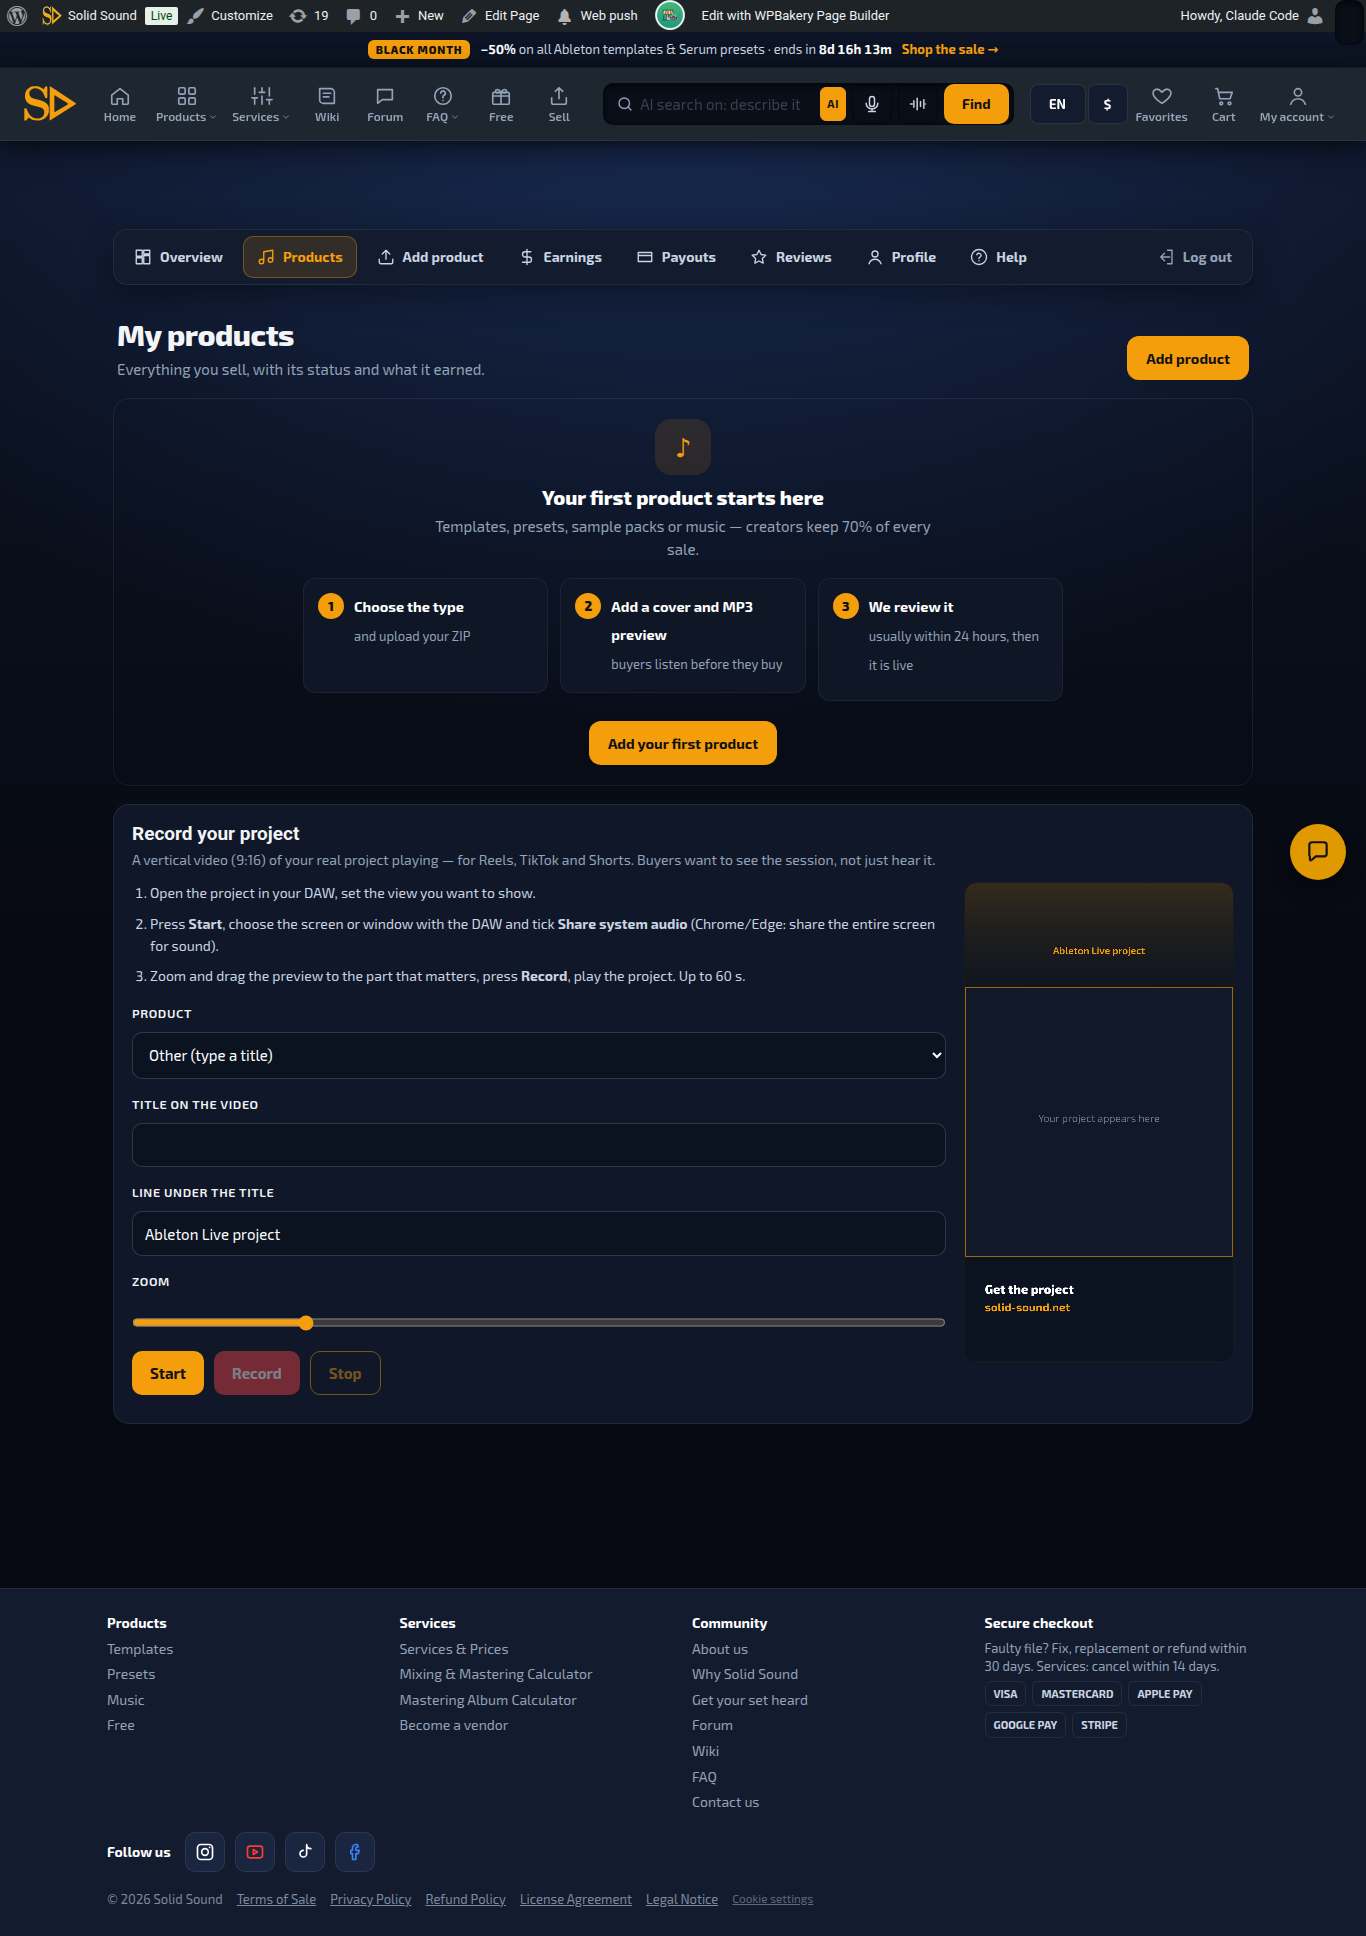 Solid Sound Live Customize 19 0 New Edit Page Web push Edit with WPBakery Page Builder Howdy, Claude Code
BLACK MONTH −50% on all Ableton templates & Serum presets · ends in 8d 16h 13m Shop the sale →
Home Products Services Wiki Forum FAQ Free Sell AI search on: describe it AI Find EN $ Favorites Cart My account
Overview Products Add product Earnings Payouts Reviews Profile Help Log out
My products
Everything you sell, with its status and what it earned.
Add product
Your first product starts here
Templates, presets, sample packs or music — creators keep 70% of every
sale.
1 Choose the type
and upload your ZIP
2 Add a cover and MP3
preview
buyers listen before they buy
3 We review it
usually within 24 hours, then
it is live
Add your first product
Record your project
A vertical video (9:16) of your real project playing — for Reels, TikTok and Shorts. Buyers want to see the session, not just hear it.
1. Open the project in your DAW, set the view you want to show.
2. Press Start, choose the screen or window with the DAW and tick Share system audio (Chrome/Edge: share the entire screen
for sound).
3. Zoom and drag the preview to the part that matters, press Record, play the project. Up to 60 s.
PRODUCT
Other (type a title)
TITLE ON THE VIDEO
LINE UNDER THE TITLE
Ableton Live project
ZOOM
Start Record Stop
Ableton Live project
Your project appears here
Get the project
solid-sound.net
Products
Templates
Presets
Music
Free
Services
Services & Prices
Mixing & Mastering Calculator
Mastering Album Calculator
Become a vendor
Community
About us
Why Solid Sound
Get your set heard
Forum
Wiki
FAQ
Contact us
Secure checkout
Faulty file? Fix, replacement or refund within
30 days. Services: cancel within 14 days.
VISA MASTERCARD APPLE PAY
GOOGLE PAY STRIPE
Follow us
© 2026 Solid Sound Terms of Sale Privacy Policy Refund Policy License Agreement Legal Notice Cookie settings